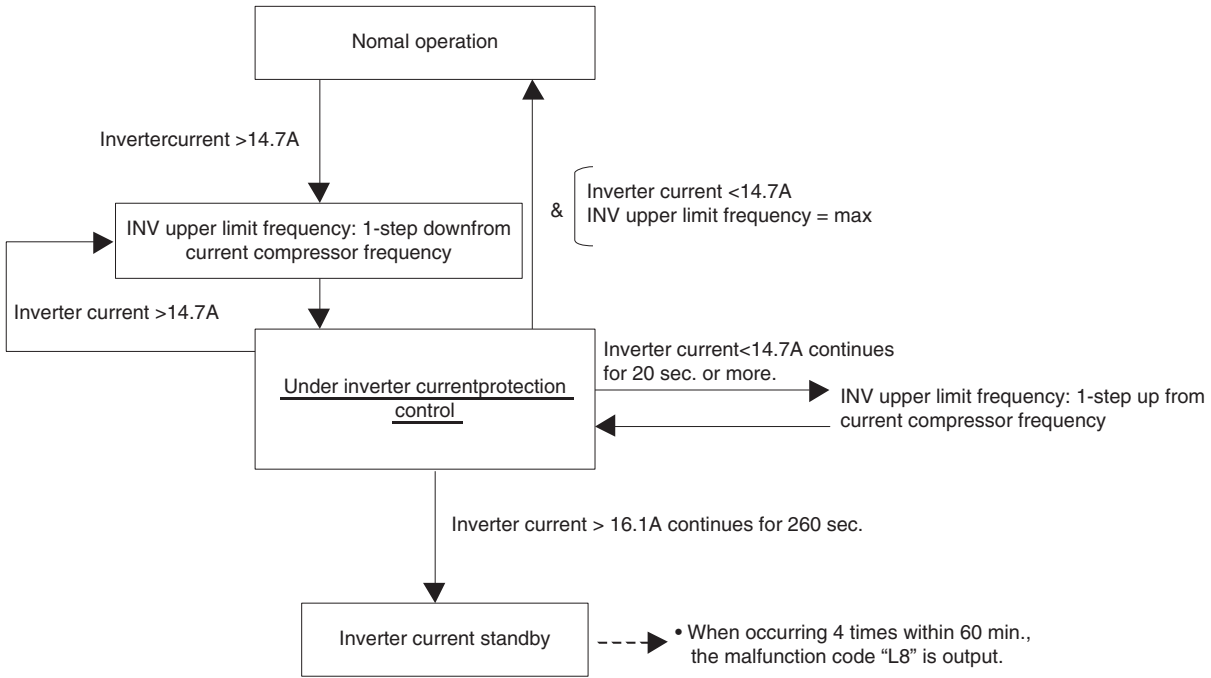 Nomal operation
Invertercurrent >14.7A
&
Inverter current <14.7A
INV upper limit frequency = max
INV upper limit frequency: 1-step downfrom
current compressor frequency
Inverter current >14.7A
Under inverter currentprotection
control
Inverter current<14.7A continues
for 20 sec. or more.
INV upper limit frequency: 1-step up from
current compressor frequency
Inverter current > 16.1A continues for 260 sec.
Inverter current standby
• When occurring 4 times within 60 min.,
the malfunction code “L8” is output.